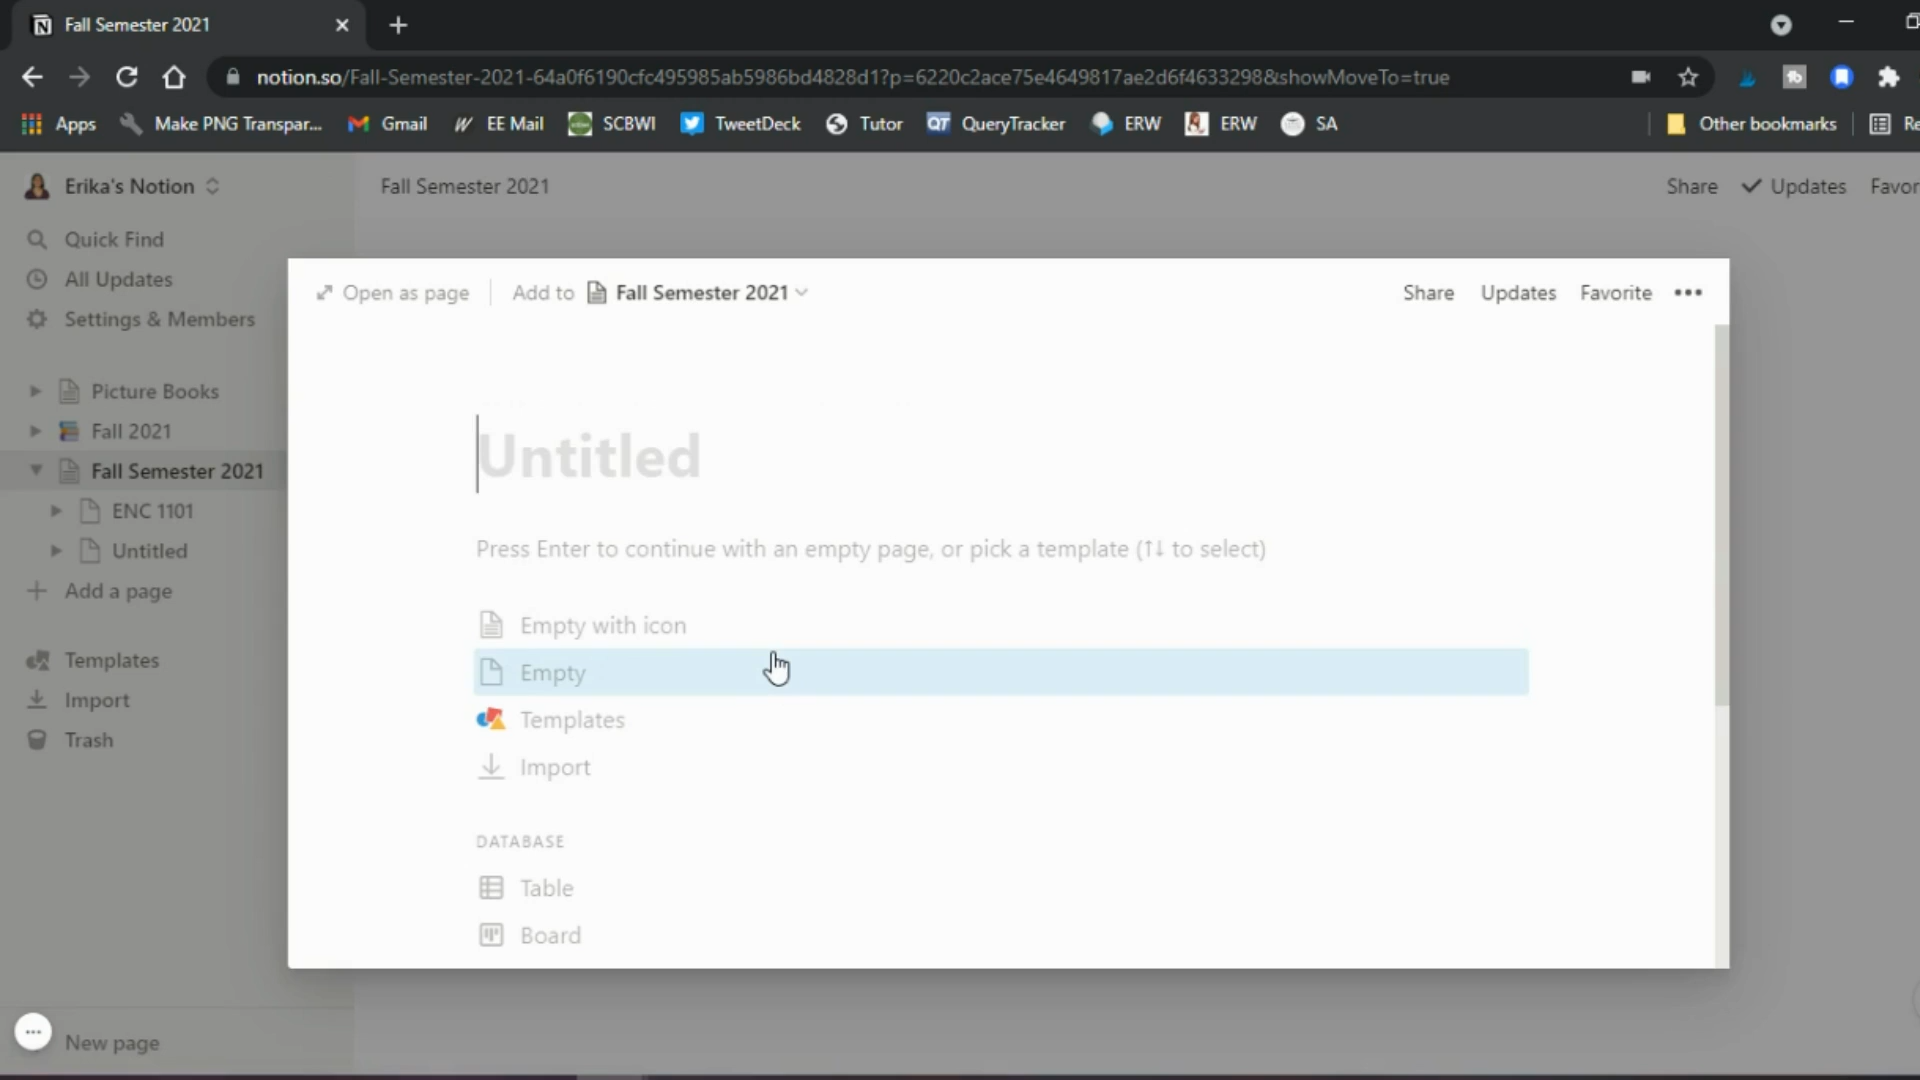 Fall Semester 2021
notion.so/Fall-Semester-2021-64a0f6190cfc495985ab5986bd4828d1?p=6220c2ace75e4649817ae2d6f4633298&showMoveTo=true
Apps Make PNG Transpar... Gmail EE Mail SCBWI TweetDeck Tutor QT QueryTracker ERW ERW SA Other bookmarks
Erika's Notion
Fall Semester 2021 Share Updates
Quick Find
All Updates
Settings & Members
Picture Books
Fall 2021
Fall Semester 2021
ENC 1101
Untitled
Add a page
Templates
Import
Trash
New page
Open as page Add to Fall Semester 2021 Share Updates Favorite
Untitled
Press Enter to continue with an empty page, or pick a template (↑↓ to select)
Empty with icon
Empty
Templates
Import
DATABASE
Table
Board